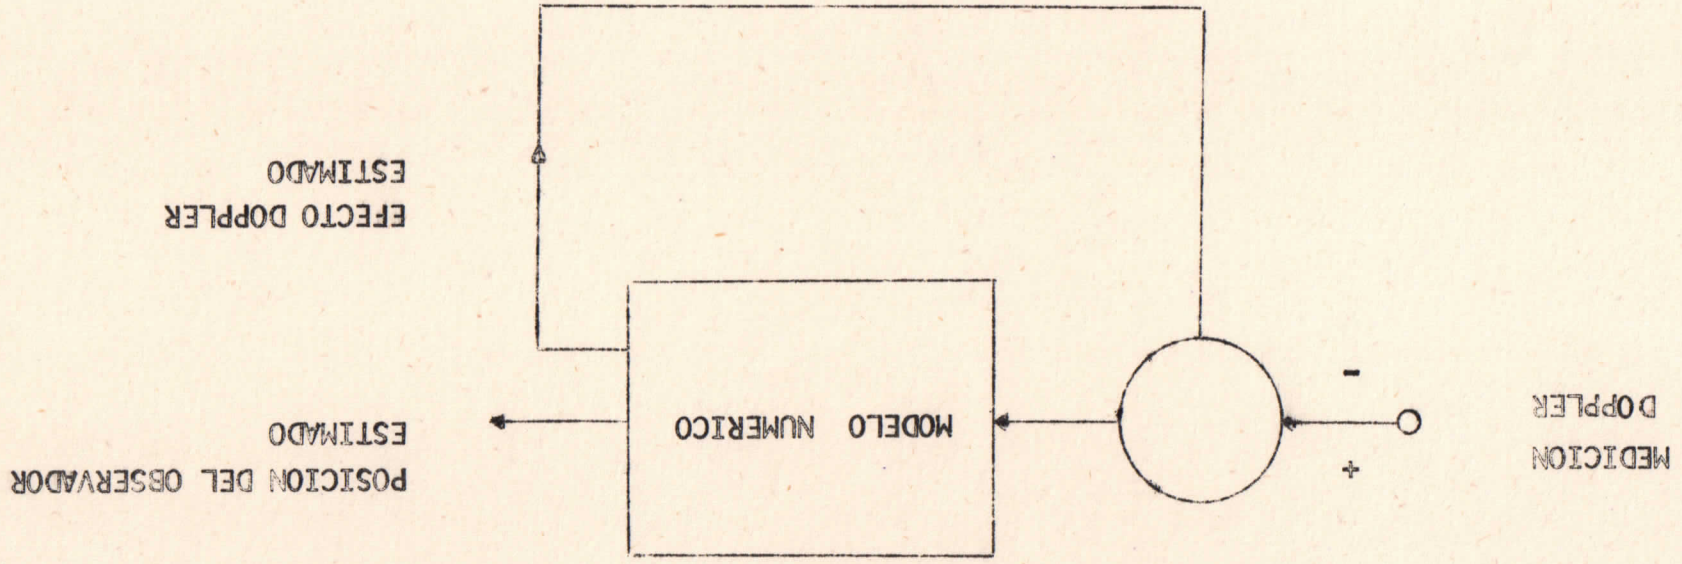 MEDICION
DOPPLER
+
-
MODELO NUMERICO
POSICION DEL OBSERVADOR
ESTIMADO
EFECTO DOPPLER
ESTIMADO